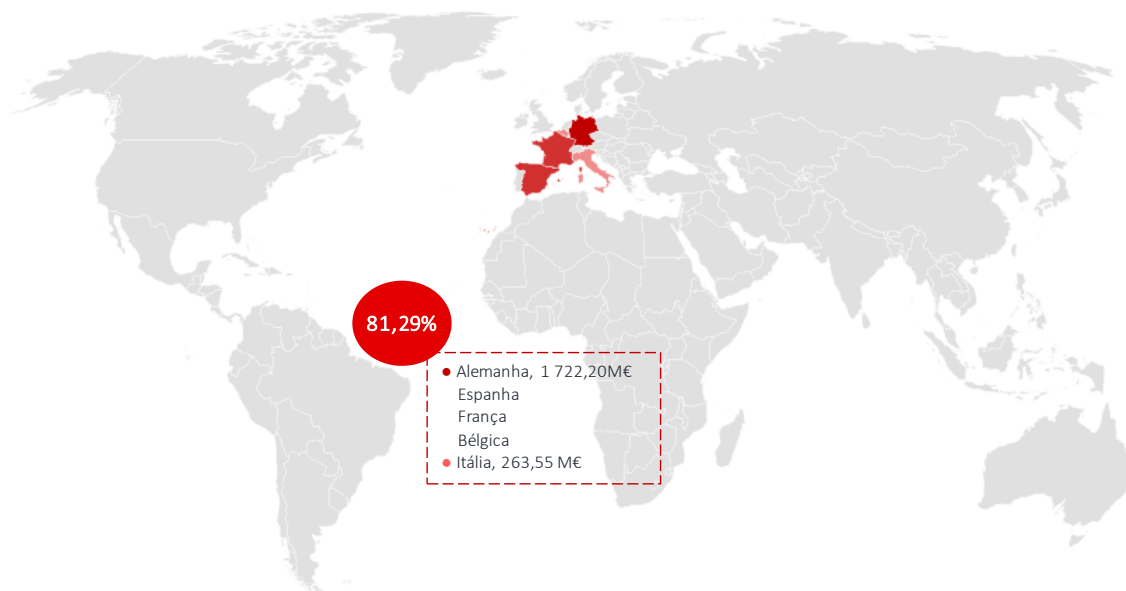 81,29%
Alemanha, 1 722,20M€
Espanha
França
Bélgica
Itália, 263,55 M€